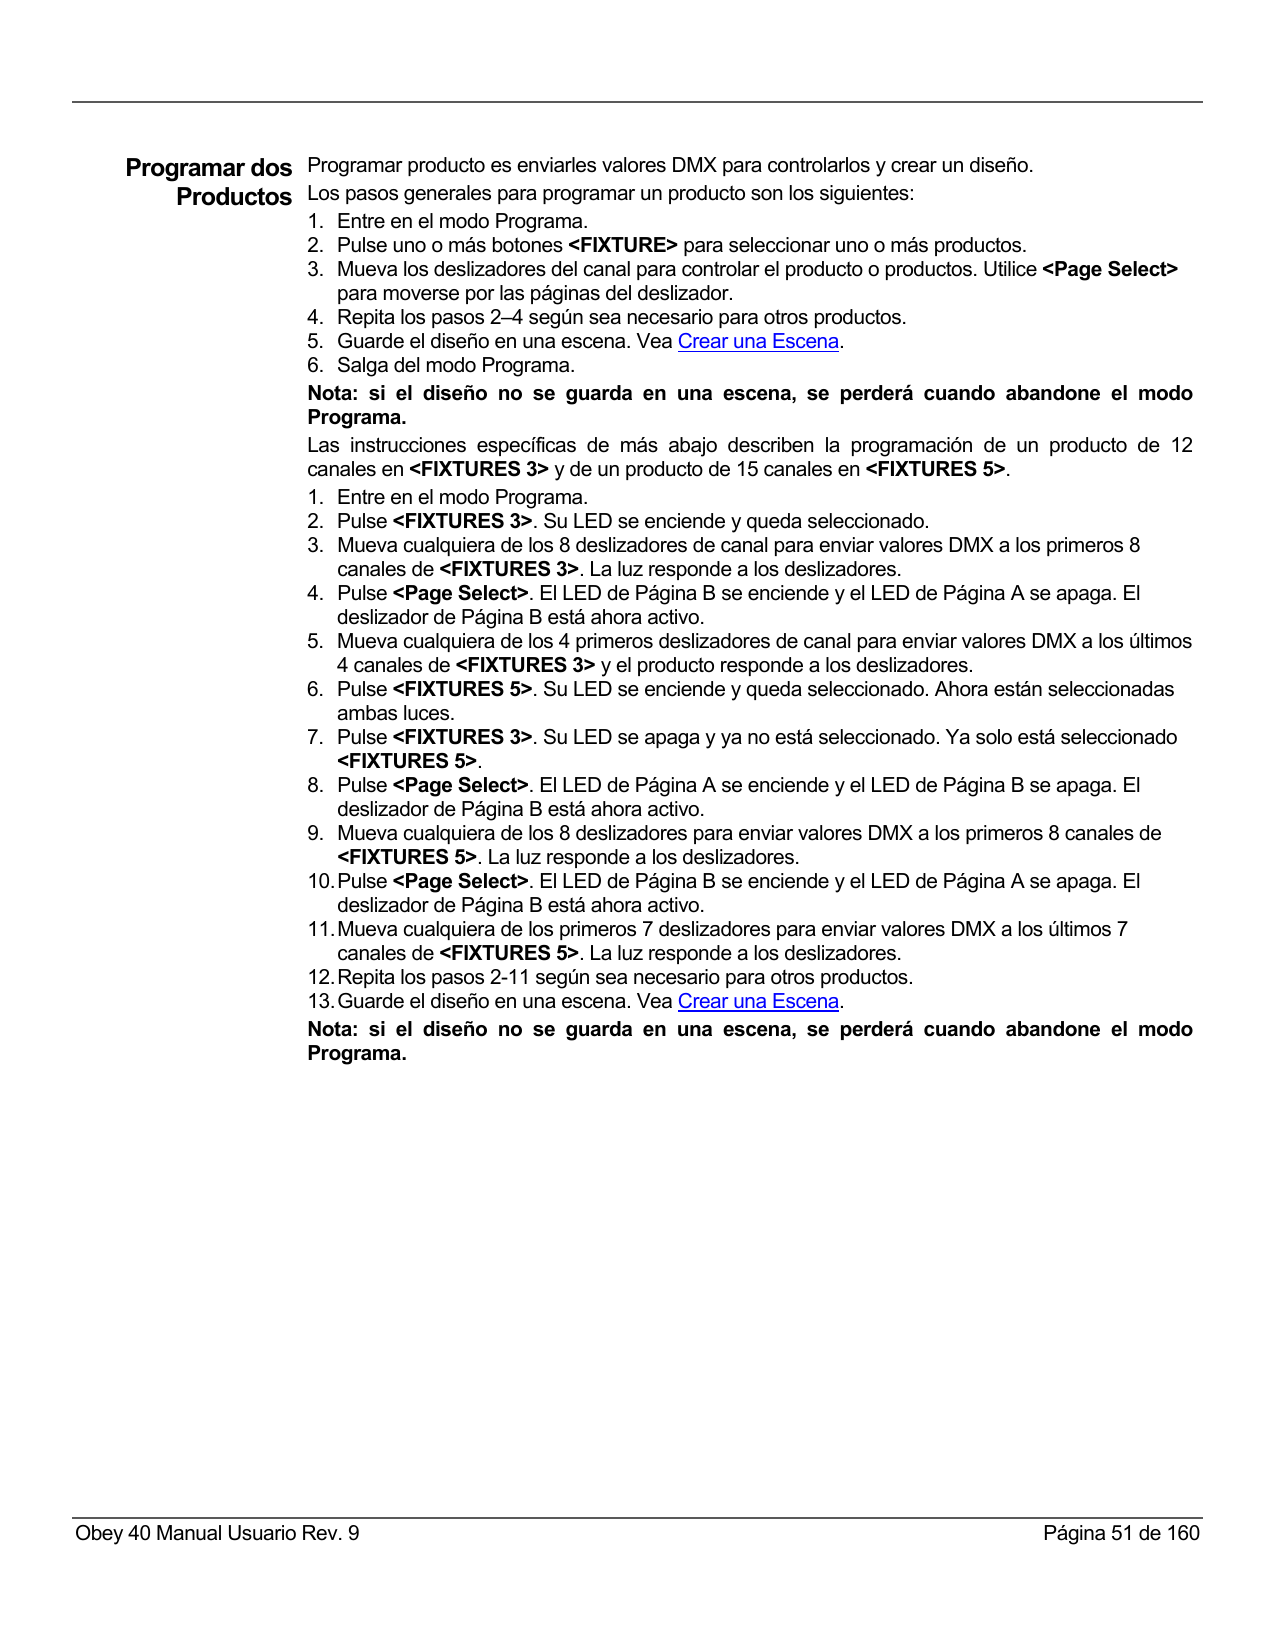 Programar dos
Productos
Programar producto es enviarles valores DMX para controlarlos y crear un diseño.
Los pasos generales para programar un producto son los siguientes:
1. Entre en el modo Programa.
2. Pulse uno o más botones <FIXTURE> para seleccionar uno o más productos.
3. Mueva los deslizadores del canal para controlar el producto o productos. Utilice <Page Select>
para moverse por las páginas del deslizador.
4. Repita los pasos 2–4 según sea necesario para otros productos.
5. Guarde el diseño en una escena. Vea Crear una Escena.
6. Salga del modo Programa.
Nota: si el diseño no se guarda en una escena, se perderá cuando abandone el modo
Programa.
Las instrucciones específicas de más abajo describen la programación de un producto de 12
canales en <FIXTURES 3> y de un producto de 15 canales en <FIXTURES 5>.
1. Entre en el modo Programa.
2. Pulse <FIXTURES 3>. Su LED se enciende y queda seleccionado.
3. Mueva cualquiera de los 8 deslizadores de canal para enviar valores DMX a los primeros 8
canales de <FIXTURES 3>. La luz responde a los deslizadores.
4. Pulse <Page Select>. El LED de Página B se enciende y el LED de Página A se apaga. El
deslizador de Página B está ahora activo.
5. Mueva cualquiera de los 4 primeros deslizadores de canal para enviar valores DMX a los últimos
4 canales de <FIXTURES 3> y el producto responde a los deslizadores.
6. Pulse <FIXTURES 5>. Su LED se enciende y queda seleccionado. Ahora están seleccionadas
ambas luces.
7. Pulse <FIXTURES 3>. Su LED se apaga y ya no está seleccionado. Ya solo está seleccionado
<FIXTURES 5>.
8. Pulse <Page Select>. El LED de Página A se enciende y el LED de Página B se apaga. El
deslizador de Página B está ahora activo.
9. Mueva cualquiera de los 8 deslizadores para enviar valores DMX a los primeros 8 canales de
<FIXTURES 5>. La luz responde a los deslizadores.
10. Pulse <Page Select>. El LED de Página B se enciende y el LED de Página A se apaga. El
deslizador de Página B está ahora activo.
11. Mueva cualquiera de los primeros 7 deslizadores para enviar valores DMX a los últimos 7
canales de <FIXTURES 5>. La luz responde a los deslizadores.
12. Repita los pasos 2-11 según sea necesario para otros productos.
13. Guarde el diseño en una escena. Vea Crear una Escena.
Nota: si el diseño no se guarda en una escena, se perderá cuando abandone el modo
Programa.
Obey 40 Manual Usuario Rev. 9
Página 51 de 160